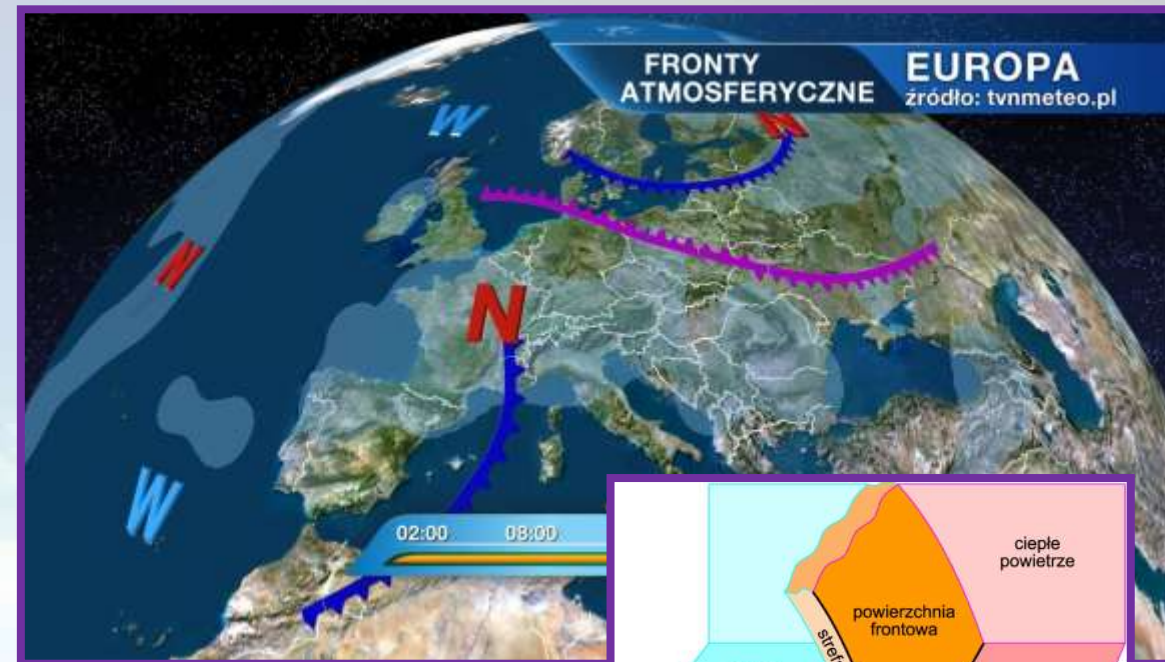 FRONTY
ATMOSFERYCZNE
EUROPA
źródło: tvnmeteo.pl
W
N
N
N
W
02:00 08:00
ciepłe
powietrze
powierzchnia
frontowa